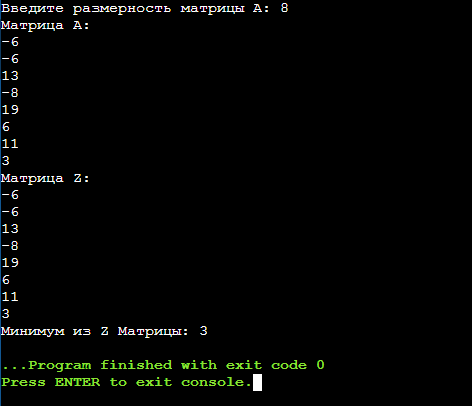 Введите размерность матрицы А: 8
Матрица А:
-6
-6
13
-8
19
6
11
3
Матрица Z:
-6
-6
13
-8
19
6
11
3
Минимум из Z Матрицы: 3
...Program finished with exit code 0
Press ENTER to exit console.